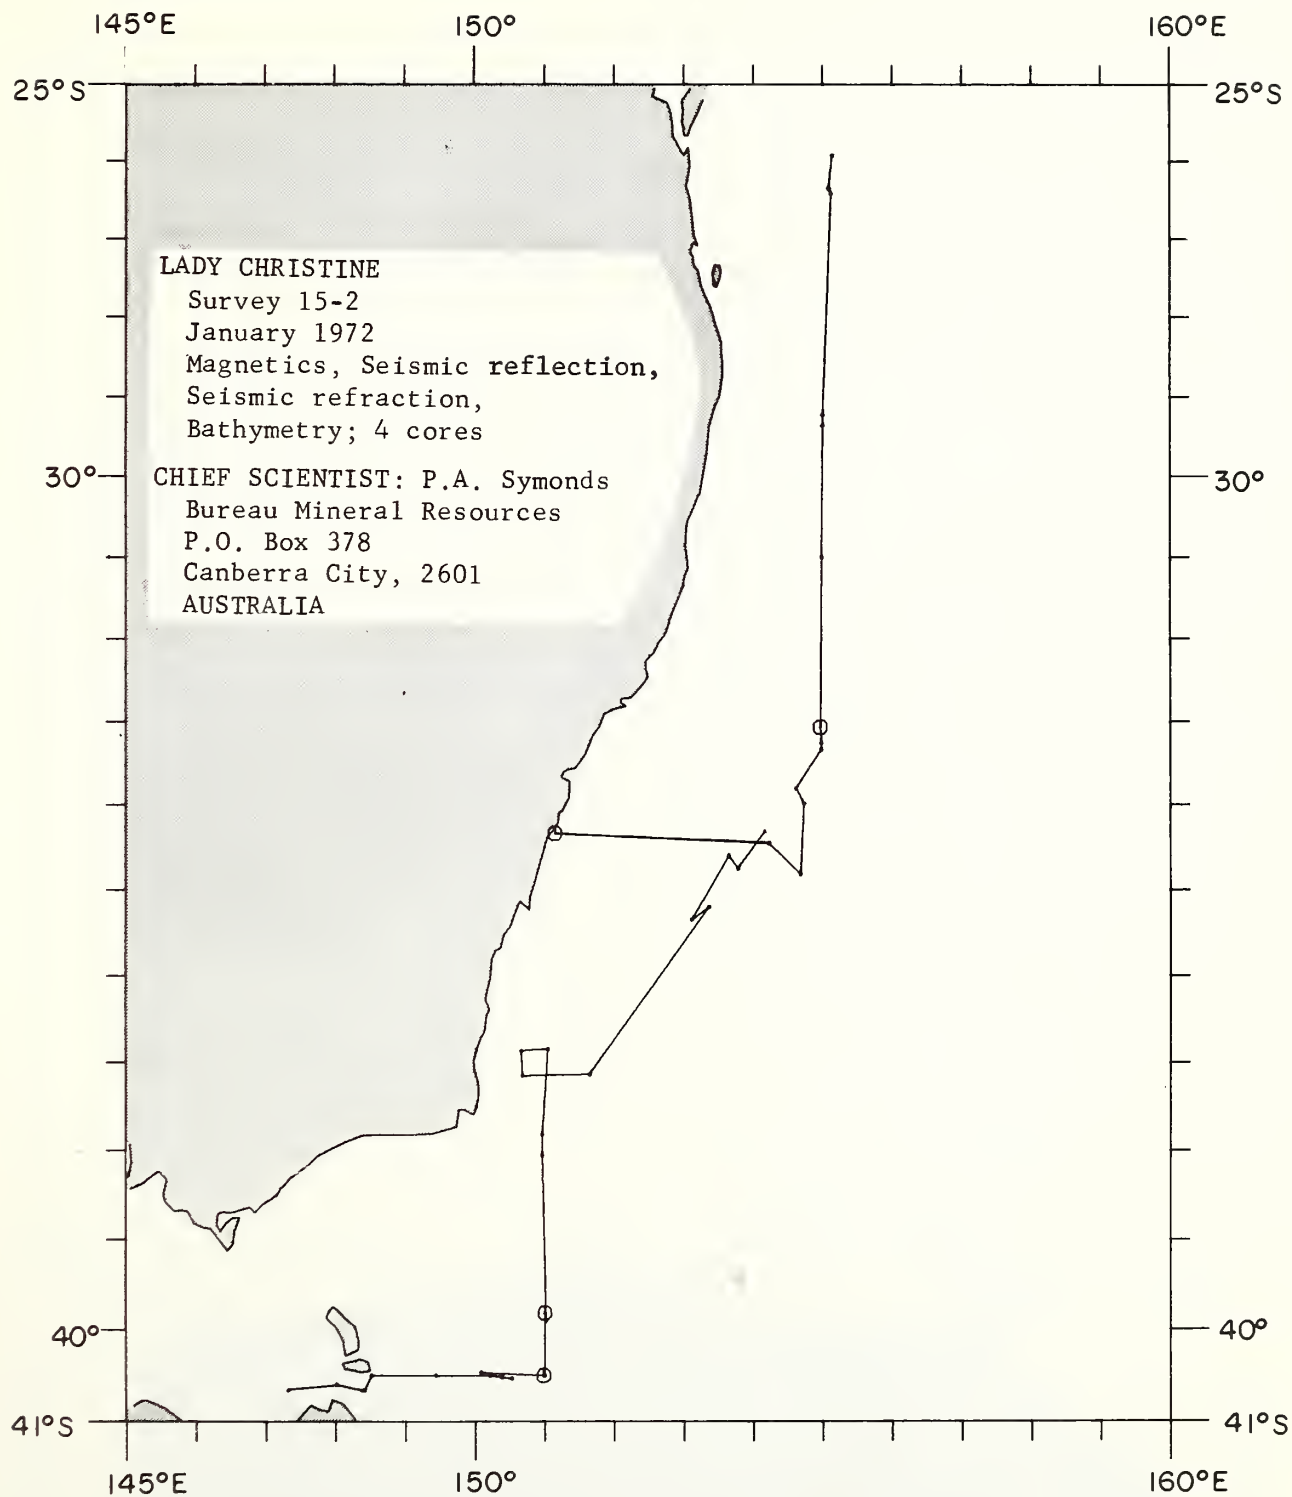 145°E 150° 160°E
25°S 25°S
LADY CHRISTINE
Survey 15-2
January 1972
Magnetics, Seismic reflection,
Seismic refraction,
Bathymetry; 4 cores
30° 30°
CHIEF SCIENTIST: P.A. Symonds
Bureau Mineral Resources
P.O. Box 378
Canberra City, 2601
AUSTRALIA
40° 40°
41°S 41°S
145°E 150° 160°E